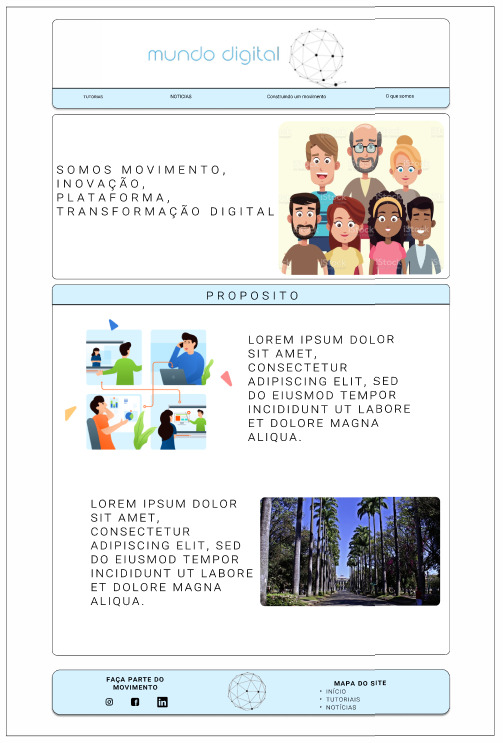 mundo digital
TUTORIAIS NOTÍCIAS Construindo um movimento O que somos
SOMOS MOVIMENTO,
INOVAÇÃO,
PLATAFORMA,
TRANSFORMAÇÃO DIGITAL
iStock
PROPOSITO
LOREM IPSUM DOLOR
SIT AMET,
CONSECTETUR
ADIPISCING ELIT, SED
DO EIUSMOD TEMPOR
INCIDIDUNT UT LABORE
ET DOLORE MAGNA
ALIQUA.
LOREM IPSUM DOLOR
SIT AMET,
CONSECTETUR
ADIPISCING ELIT, SED
DO EIUSMOD TEMPOR
INCIDIDUNT UT LABORE
ET DOLORE MAGNA
ALIQUA.
FAÇA PARTE DO
MOVIMENTO
MAPA DO SITE
• INÍCIO
• TUTORIAIS
• NOTÍCIAS